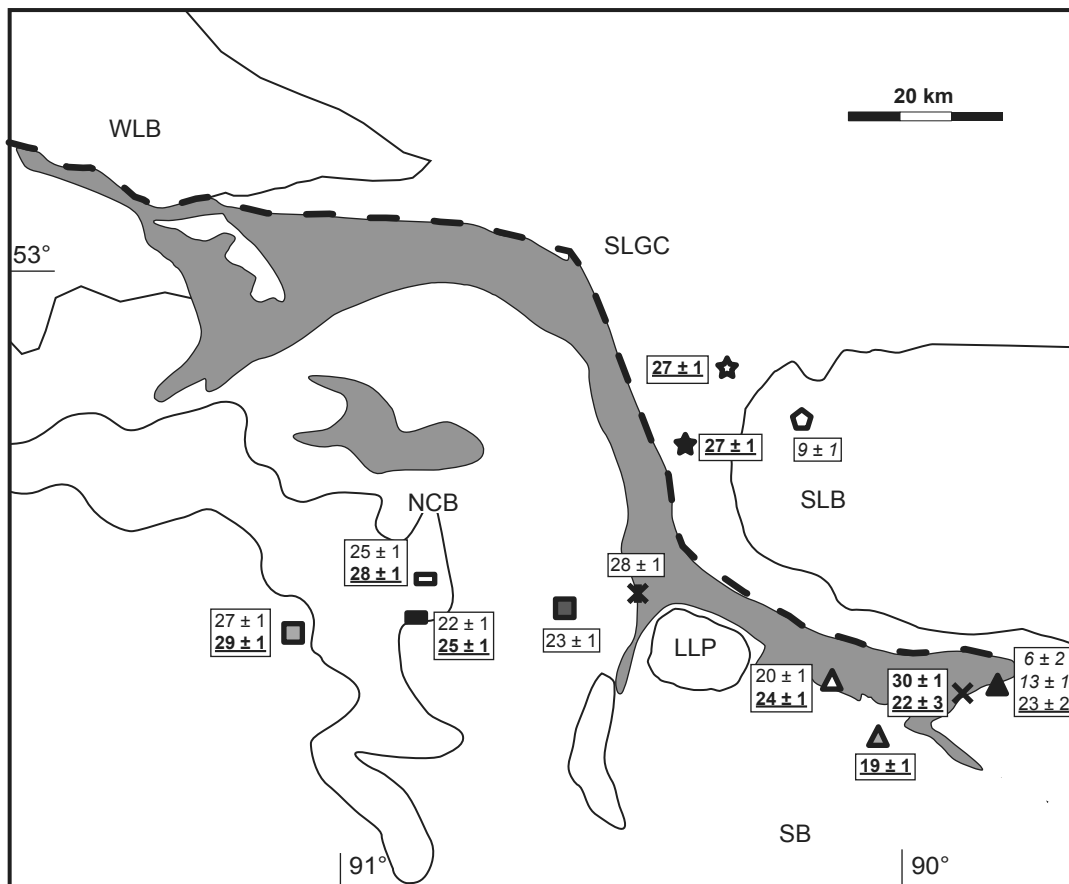 20 km
WLB
SLGC
53°
27 ± 1
27 ± 1
9 ± 1
SLB
NCB
25 ± 1
28 ± 1
28 ± 1
27 ± 1
29 ± 1
22 ± 1
25 ± 1
23 ± 1
LLP
20 ± 1
24 ± 1
30 ± 1
22 ± 3
6 ± 2
13 ± 1
23 ± 2
19 ± 1
SB
91°
90°